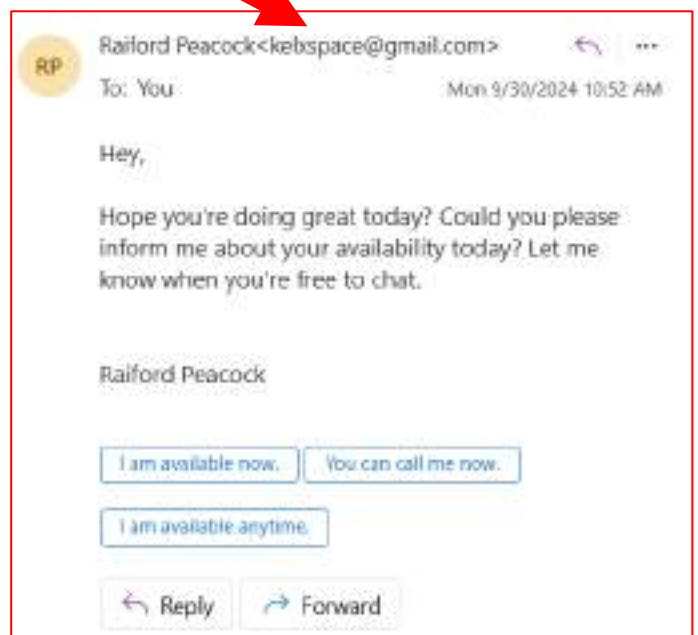 Raiford Peacock<kebspace@gmail.com>
RP
To: You
Mon 9/30/2024 10:52 AM
Hey,
Hope you're doing great today? Could you please
inform me about your availability today? Let me
know when you're free to chat.
Raiford Peacock
I am available now.
You can call me now.
I am available anytime.
Reply
Forward